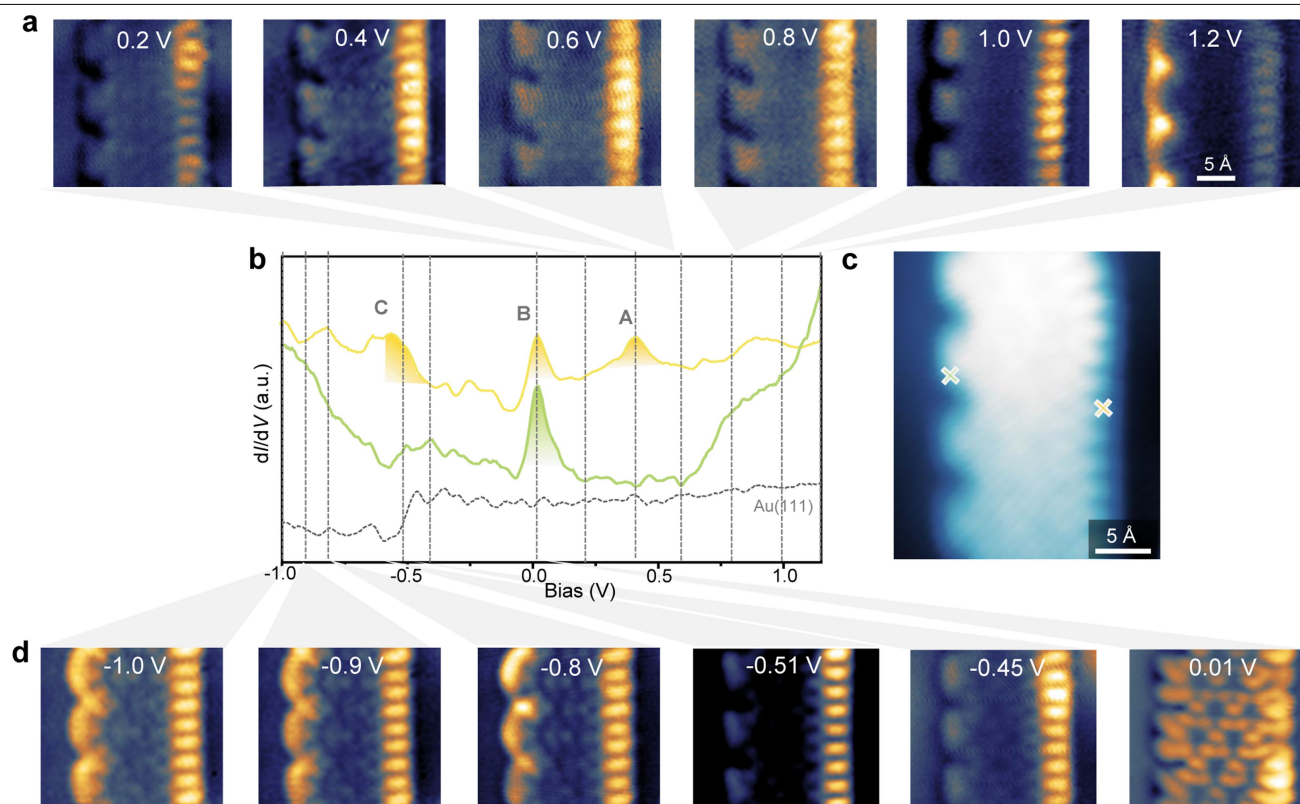 a
0.2 V
0.4 V
0.6 V
0.8 V
1.0 V
1.2 V
5 Å
b
C
B
A
dI/dV (a.u.)
Au(111)
-1.0
-0.5
0.0
0.5
1.0
Bias (V)
c
5 Å
d
-1.0 V
-0.9 V
-0.8 V
-0.51 V
-0.45 V
0.01 V